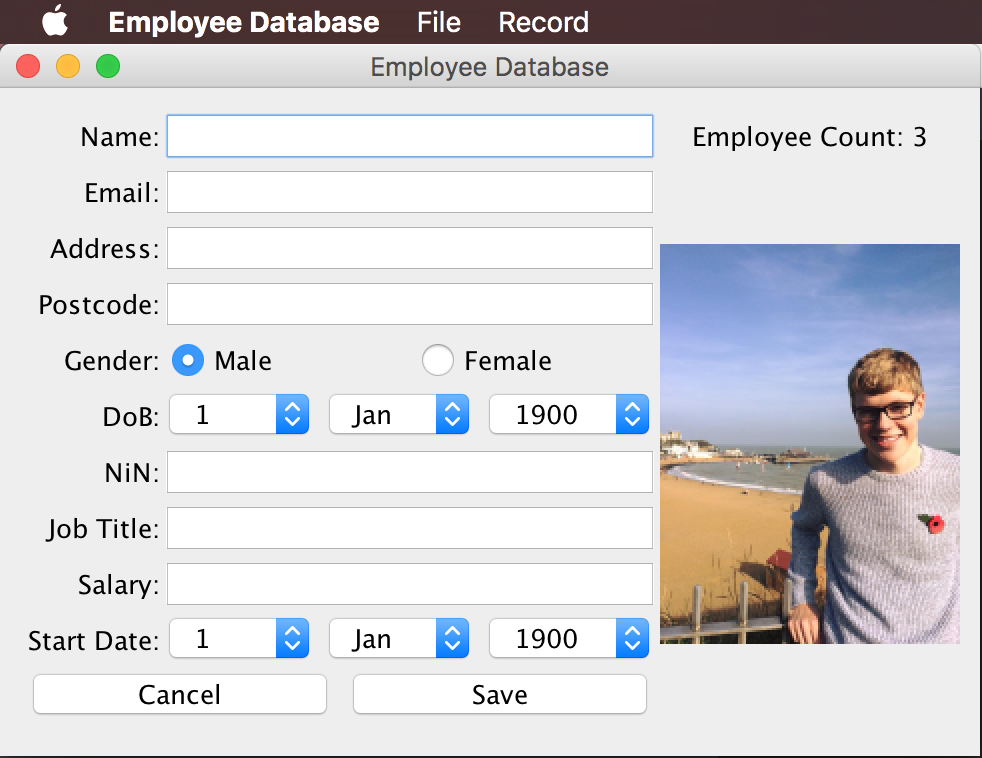 Employee Database File Record
Employee Database
Name: Employee Count: 3
Email:
Address:
Postcode:
Gender: Male Female
DoB: 1 Jan 1900
NiN:
Job Title:
Salary:
Start Date: 1 Jan 1900
Cancel Save